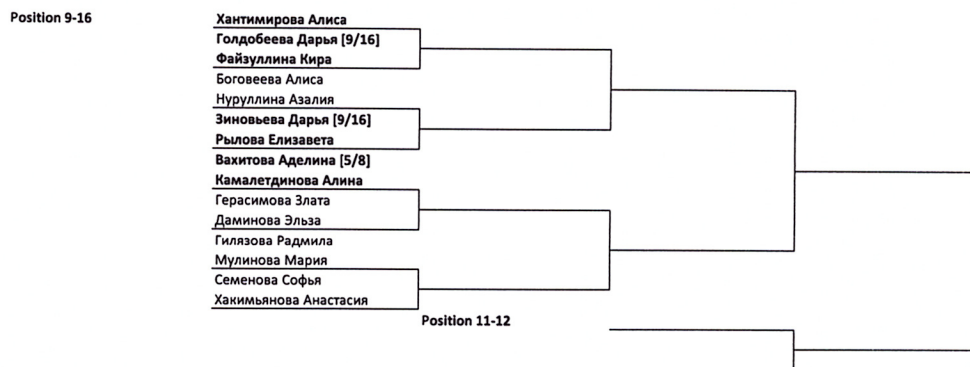 Position 9-16
Хантимирова Алиса
Голдобеева Дарья [9/16]
Файзуллина Кира
Боговеева Алиса
Нуруллина Азалия
Зиновьева Дарья [9/16]
Рылова Елизавета
Вахитова Аделина [5/8]
Камалетдинова Алина
Герасимова Злата
Даминова Эльза
Гилязова Радмила
Мулинова Мария
Семенова Софья
Хакимьянова Анастасия
Position 11-12